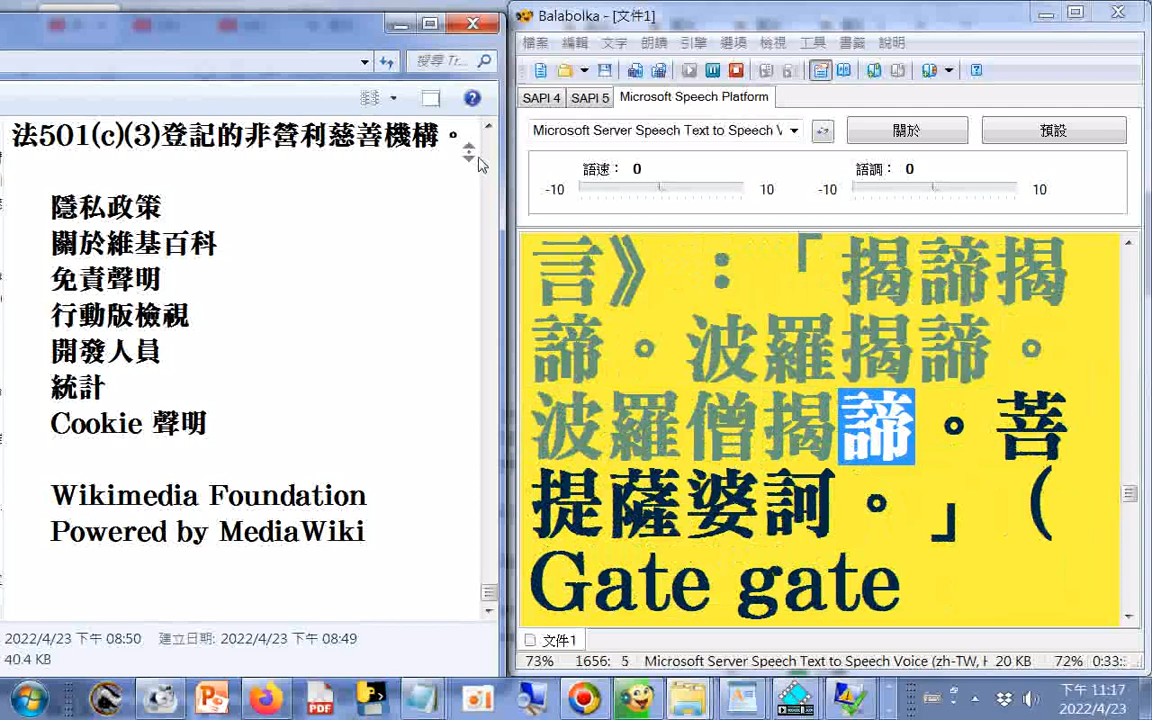 Balabolka - [文件1]
搜尋 Tr...
檔案 編輯 文字 朗讀 引擎 選項 檢視 工具 書籤 說明
SAPI 4 SAPI 5 Microsoft Speech Platform
Microsoft Server Speech Text to Speech V
關於 預設
語速： 0 語調： 0
-10 10 -10 10
法501(c)(3)登記的非營利慈善機構。
隱私政策
關於維基百科
免責聲明
行動版檢視
開發人員
統計
Cookie 聲明
Wikimedia Foundation
Powered by MediaWiki
言》：「揭諦揭
諦。波羅揭諦。
波羅僧揭諦。菩
提薩婆訶。」（
Gate gate
文件1
2022/4/23 下午 08:50 建立日期: 2022/4/23 下午 08:49
40.4 KB
73% 1656: 5 Microsoft Server Speech Text to Speech Voice (zh-TW, 20 KB 72% 0:33:
下午 11:17
2022/4/23